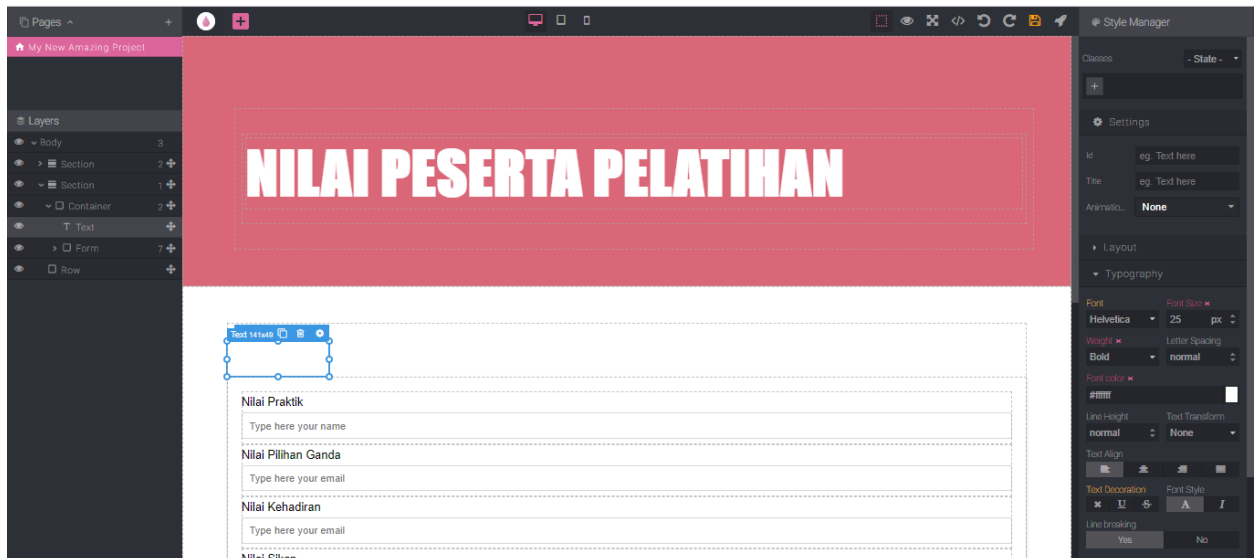 Pages
My New Amazing Project
Layers
Body 3
Section 2
Section 1
Container 2
Text
Form 7
Row
NILAI PESERTA PELATIHAN
Text 141x49
Nilai Praktik
Type here your name
Nilai Pilihan Ganda
Type here your email
Nilai Kehadiran
Type here your email
Nilai Sikap
Style Manager
Classes - State -
Settings
Id eg. Text here
Title eg. Text here
Animatio... None
Layout
Typography
Font Font Size
Helvetica 25 px
Weight Letter Spacing
Bold normal
Font color
#ffffff
Line Height Text Transform
normal None
Text Align
Text Decoration Font Style
U S A I
Line breaking
Yes No